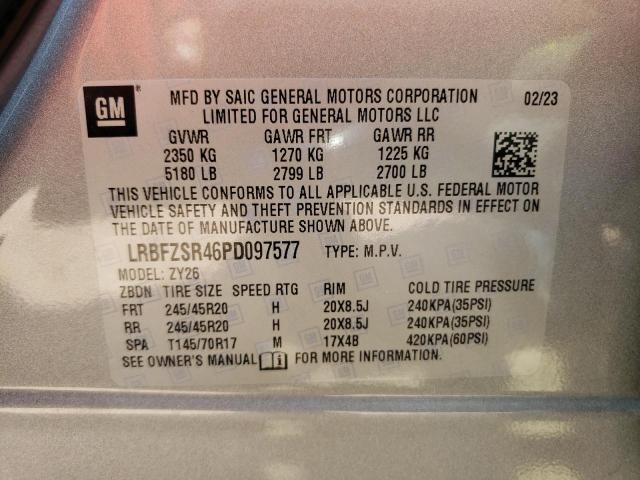 GM ® MFD BY SAIC GENERAL MOTORS CORPORATION 02/23
LIMITED FOR GENERAL MOTORS LLC
GVWR GAWR FRT GAWR RR
2350 KG 1270 KG 1225 KG
5180 LB 2799 LB 2700 LB
THIS VEHICLE CONFORMS TO ALL APPLICABLE U.S. FEDERAL MOTOR
VEHICLE SAFETY AND THEFT PREVENTION STANDARDS IN EFFECT ON
THE DATE OF MANUFACTURE SHOWN ABOVE.
LRBFZSR46PD097577 TYPE: M.P.V.
MODEL: ZY26
ZBDN TIRE SIZE SPEED RTG RIM COLD TIRE PRESSURE
FRT 245/45R20 H 20X8.5J 240KPA(35PSI)
RR 245/45R20 H 20X8.5J 240KPA(35PSI)
SPA T145/70R17 M 17X4B 420KPA(60PSI)
SEE OWNER'S MANUAL FOR MORE INFORMATION.